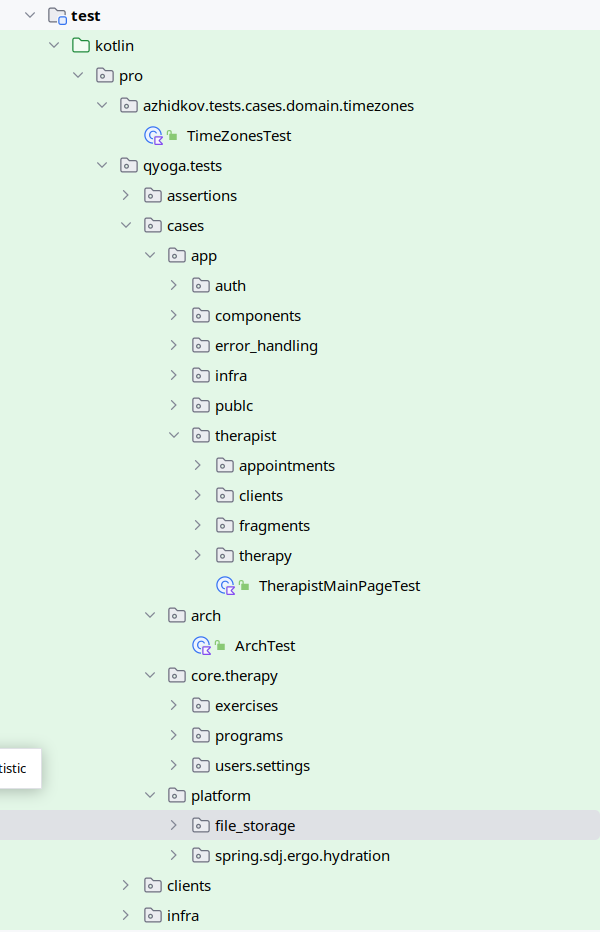 test
kotlin
pro
azhidkov.tests.cases.domain.timezones
TimeZonesTest
qyoga.tests
assertions
cases
app
auth
components
error_handling
infra
publc
therapist
appointments
clients
fragments
therapy
TherapistMainPageTest
arch
ArchTest
core.therapy
exercises
programs
users.settings
tistic
platform
file_storage
spring.sdj.ergo.hydration
clients
infra